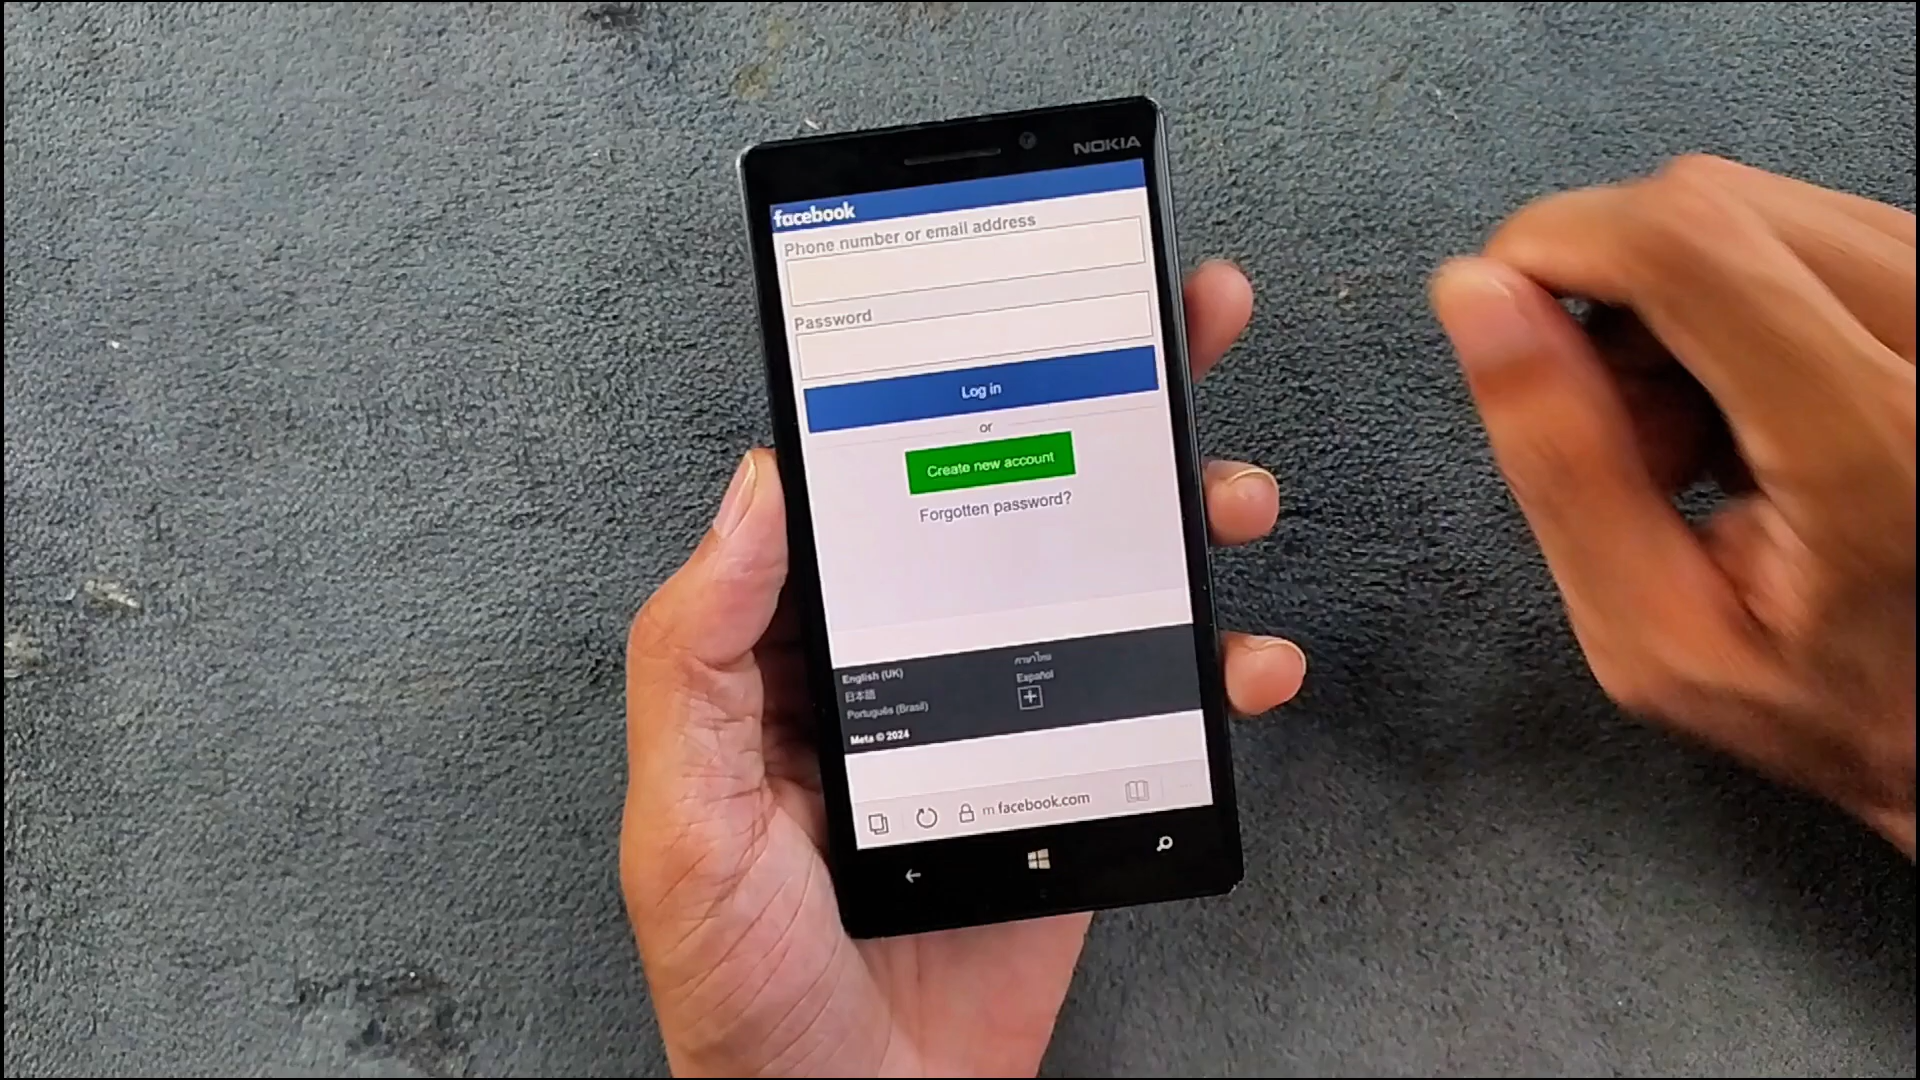 NOKIA
facebook
Phone number or email address
Password
Log in
or
Create new account
Forgotten password?
English (UK)
ภาษาไทย
日本語
Español
Português (Brasil)
Meta © 2024
m facebook.com